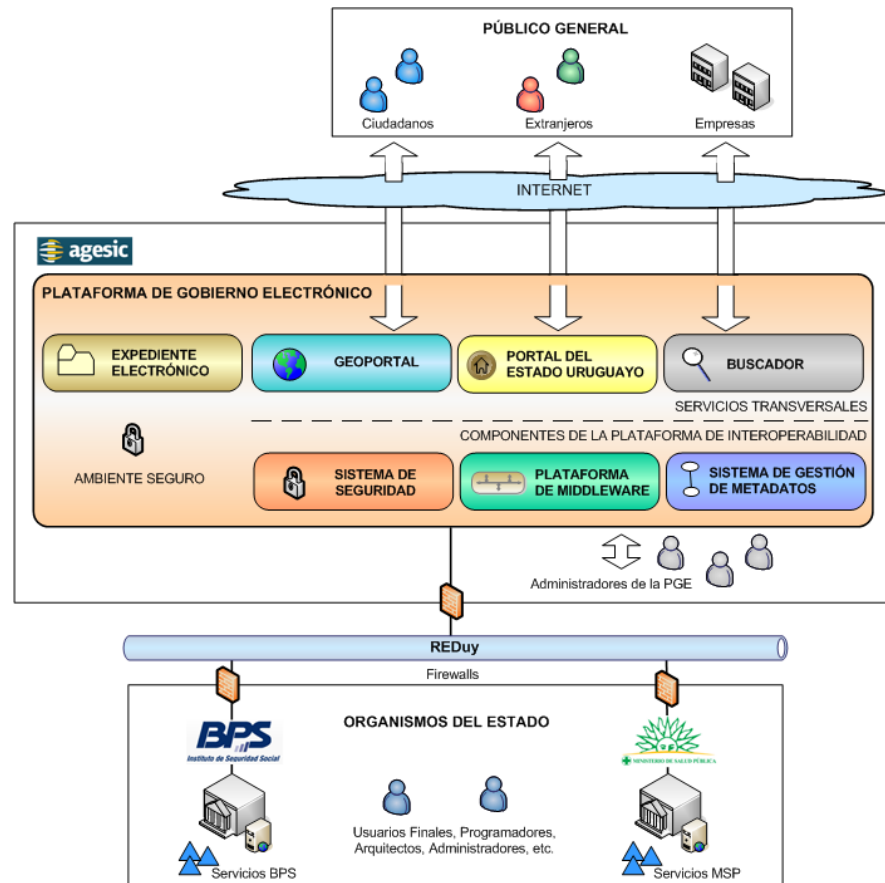 PÚBLICO GENERAL
Ciudadanos
Extranjeros
Empresas
INTERNET
agesic
PLATAFORMA DE GOBIERNO ELECTRÓNICO
EXPEDIENTE
ELECTRÓNICO
GEOPORTAL
PORTAL DEL
ESTADO URUGUAYO
BUSCADOR
SERVICIOS TRANSVERSALES
COMPONENTES DE LA PLATAFORMA DE INTEROPERABILIDAD
AMBIENTE SEGURO
SISTEMA DE
SEGURIDAD
PLATAFORMA
DE MIDDLEWARE
SISTEMA DE GESTIÓN
DE METADATOS
Administradores de la PGE
REDuy
Firewalls
ORGANISMOS DEL ESTADO
BPS
Instituto de Seguridad Social
MINISTERIO DE SALUD PÚBLICA
Usuarios Finales, Programadores,
Arquitectos, Administradores, etc.
Servicios BPS
Servicios MSP